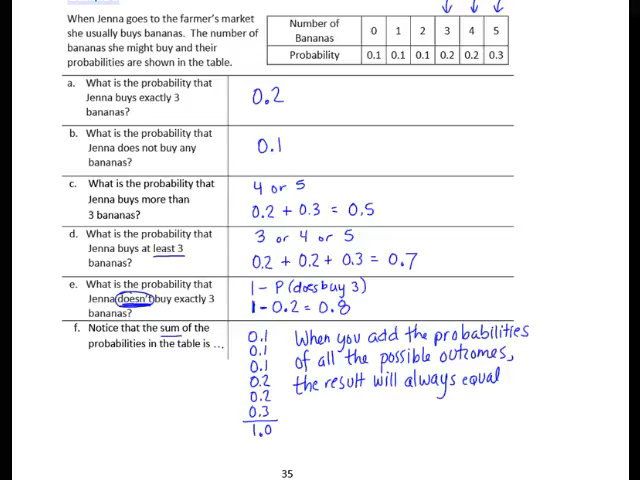 When Jenna goes to the farmer's market
she usually buys bananas. The number of
bananas she might buy and their
probabilities are shown in the table.
Number of Bananas 0 1 2 3 4 5
Probability 0.1 0.1 0.1 0.2 0.2 0.3
a. What is the probability that
Jenna buys exactly 3
bananas?
0.2
b. What is the probability that
Jenna does not buy any
bananas?
0.1
c. What is the probability that
Jenna buys more than
3 bananas?
4 or 5
0.2 + 0.3 = 0.5
d. What is the probability that
Jenna buys at least 3
bananas?
3 or 4 or 5
0.2 + 0.2 + 0.3 = 0.7
e. What is the probability that
Jenna doesn't buy exactly 3
bananas?
1 - P(does buy 3)
1 - 0.2 = 0.8
f. Notice that the sum of the
probabilities in the table is ...
0.1
0.1
0.1
0.2
0.2
0.3
1.0
When you add the probabilities
of all the possible outcomes,
the result will always equal
35